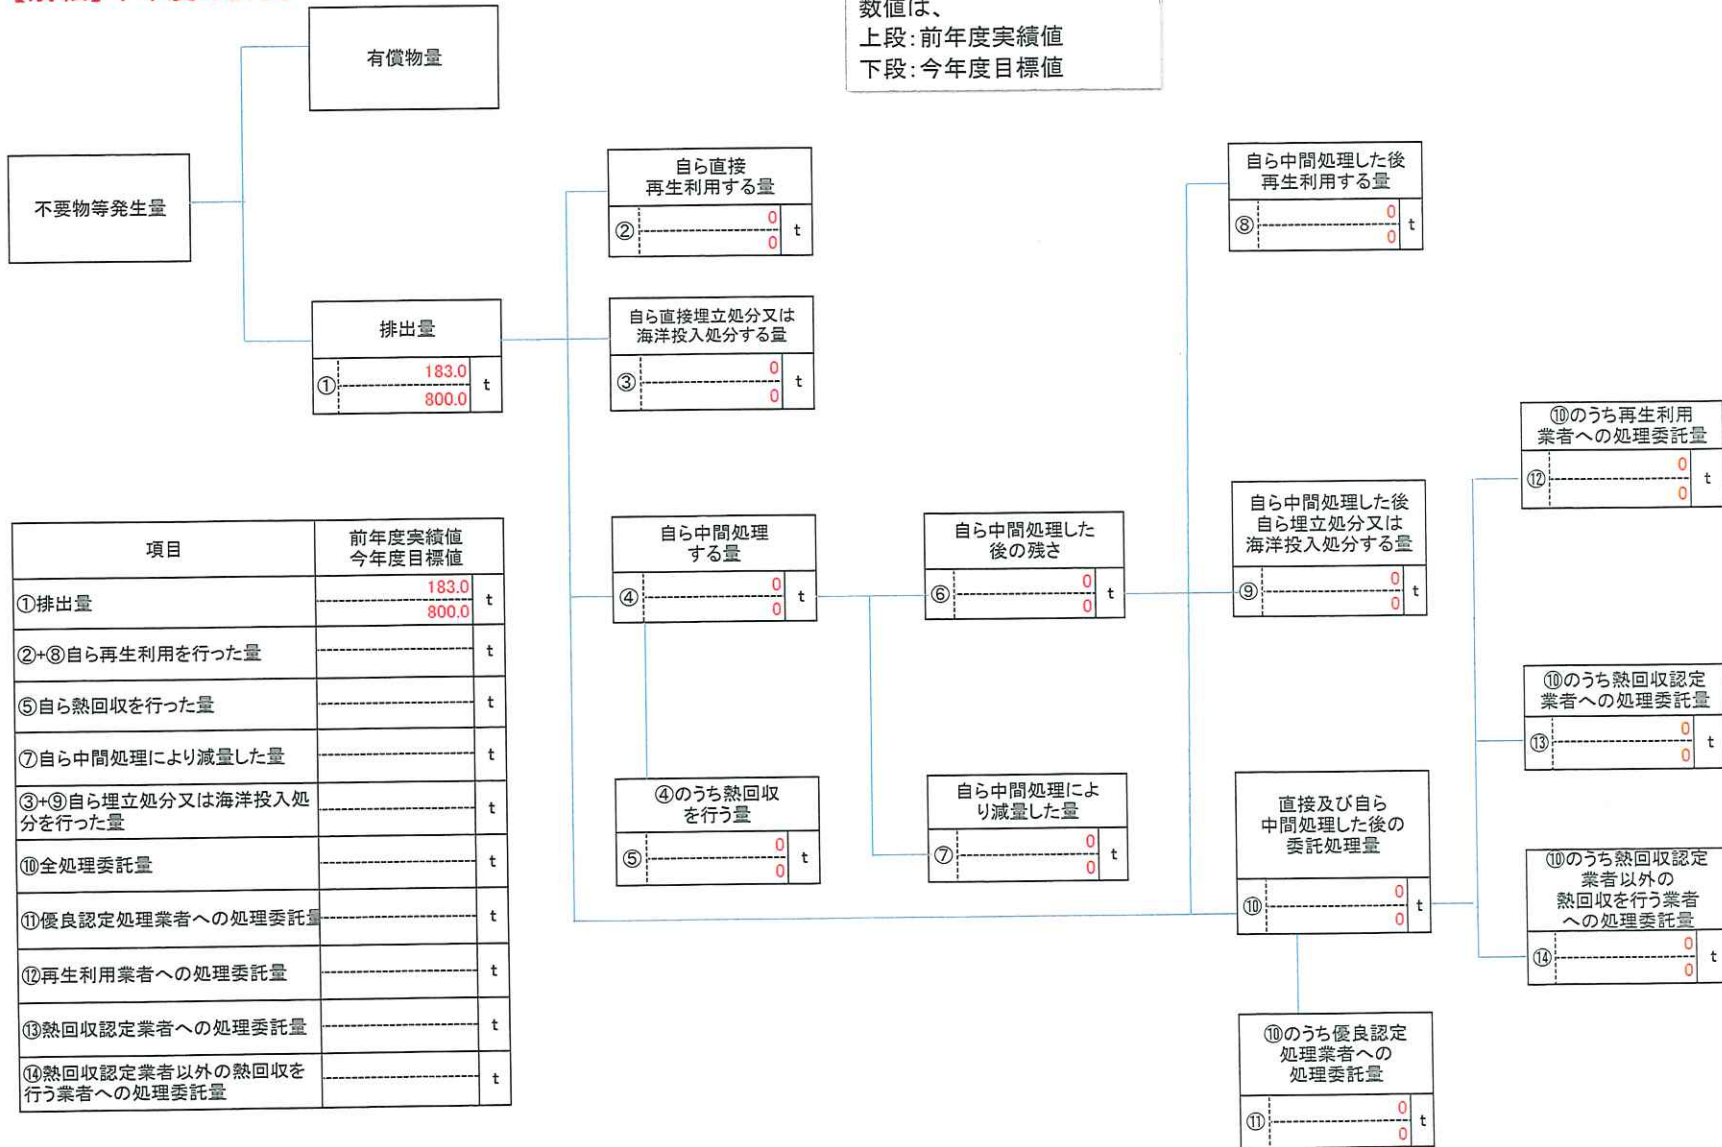 数値は、
上段：前年度実績値
下段：今年度目標値
有償物量
不要物等発生量
排出量
①
183.0
800.0
t
自ら直接
再生利用する量
②
0
0
t
自ら直接埋立処分又は
海洋投入処分する量
③
0
0
t
自ら中間処理
する量
④
0
0
t
④のうち熱回収
を行う量
⑤
0
0
t
自ら中間処理した
後の残さ
⑥
0
0
t
自ら中間処理によ
り減量した量
⑦
0
0
t
自ら中間処理した後
再生利用する量
⑧
0
0
t
自ら中間処理した後
自ら埋立処分又は
海洋投入処分する量
⑨
0
0
t
直接及び自ら
中間処理した後の
委託処理量
⑩
0
0
t
⑩のうち優良認定
処理業者への
処理委託量
⑪
0
0
t
⑩のうち再生利用
業者への処理委託量
⑫
0
0
t
⑩のうち熱回収認定
業者への処理委託量
⑬
0
0
t
⑩のうち熱回収認定
業者以外の
熱回収を行う業者
への処理委託量
⑭
0
0
t
項目
前年度実績値
今年度目標値
①排出量
183.0
800.0
t
②+⑧自ら再生利用を行った量
t
⑤自ら熱回収を行った量
t
⑦自ら中間処理により減量した量
t
③+⑨自ら埋立処分又は海洋投入処
分を行った量
t
⑩全処理委託量
t
⑪優良認定処理業者への処理委託量
t
⑫再生利用業者への処理委託量
t
⑬熱回収認定業者への処理委託量
t
⑭熱回収認定業者以外の熱回収を
行う業者への処理委託量
t